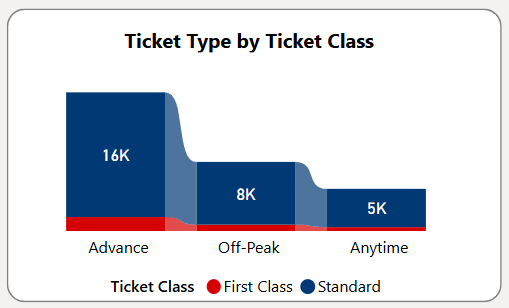 Ticket Type by Ticket Class
16K
8K
5K
Advance Off-Peak Anytime
Ticket Class First Class Standard